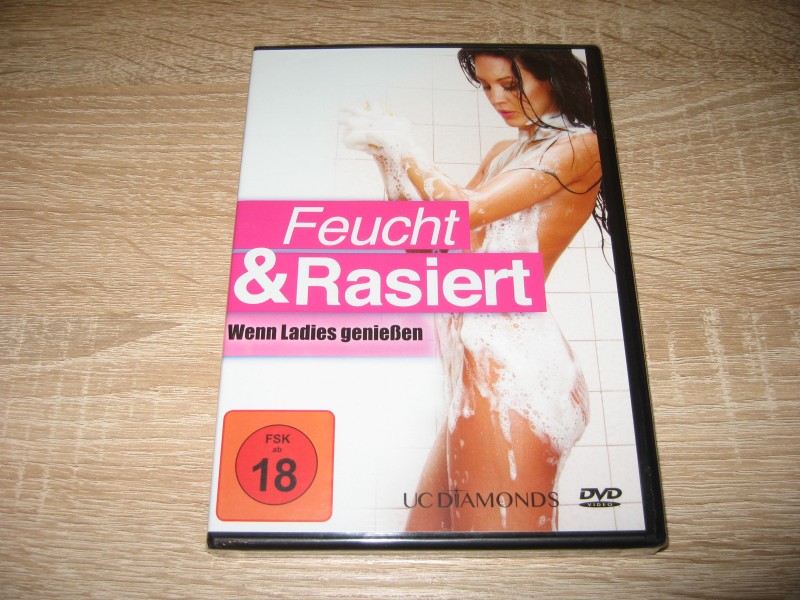 Feucht
&Rasiert
Wenn Ladies genießen
FSK
ab
18
UC DIAMONDS
DVD
VIDEO